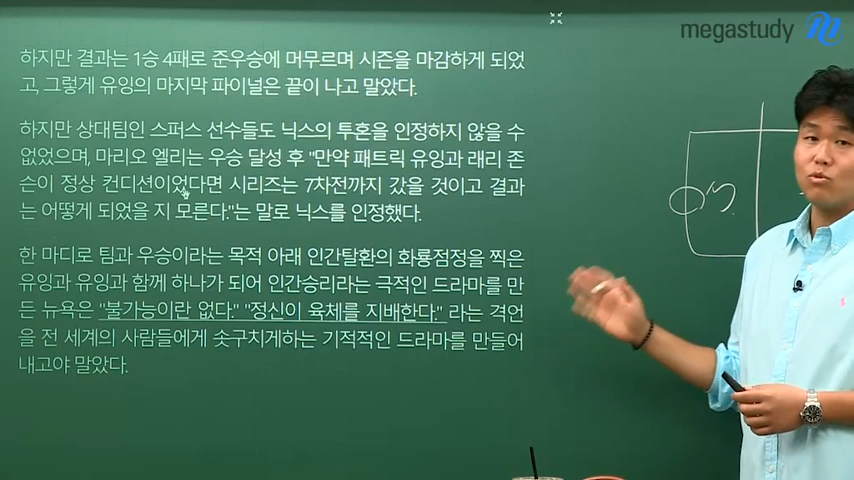 megastudy
하지만 결과는 1승 4패로 준우승에 머무르며 시즌을 마감하게 되었
고, 그렇게 유잉의 마지막 파이널은 끝이 나고 말았다.
하지만 상대팀인 스퍼스 선수들도 닉스의 투혼을 인정하지 않을 수
없었으며, 마리오 엘리는 우승 달성 후 "만약 패트릭 유잉과 래리 존
슨이 정상 컨디션이었다면 시리즈는 7차전까지 갔을 것이고 결과
는 어떻게 되었을 지 모른다."는 말로 닉스를 인정했다.
한 마디로 팀과 우승이라는 목적 아래 인간탈환의 화룡점정을 찍은
유잉과 유잉과 함께 하나가 되어 인간승리라는 극적인 드라마를 만
든 뉴욕은 "불가능이란 없다." "정신이 육체를 지배한다." 라는 격언
을 전 세계의 사람들에게 솟구치게하는 기적적인 드라마를 만들어
내고야 말았다.